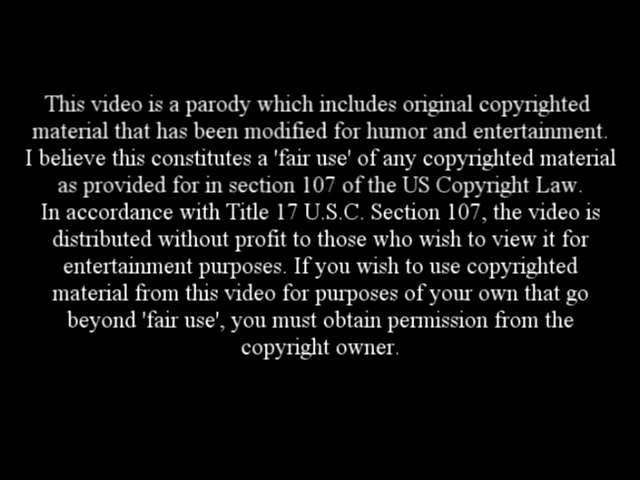 This video is a parody which includes original copyrighted
material that has been modified for humor and entertainment.
I believe this constitutes a 'fair use' of any copyrighted material
as provided for in section 107 of the US Copyright Law.
In accordance with Title 17 U.S.C. Section 107, the video is
distributed without profit to those who wish to view it for
entertainment purposes. If you wish to use copyrighted
material from this video for purposes of your own that go
beyond 'fair use', you must obtain permission from the
copyright owner.